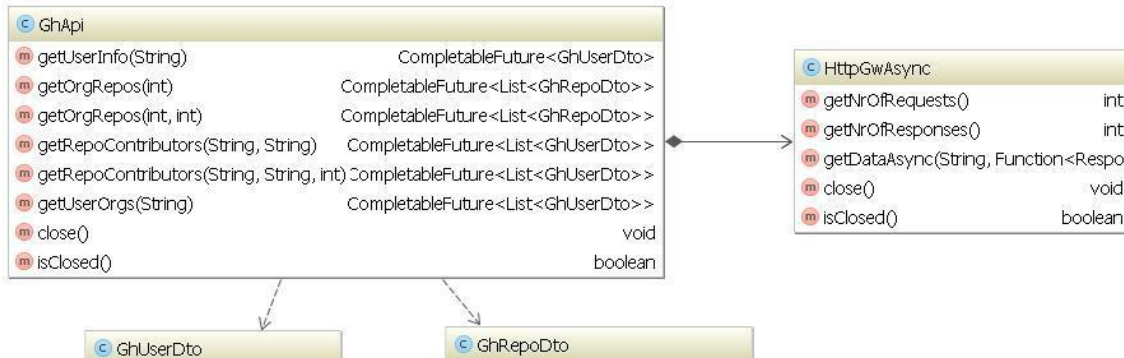 GhApi
getUserInfo(String) CompletableFuture<GhUserDto>
getOrgRepos(int) CompletableFuture<List<GhRepoDto>>
getOrgRepos(int, int) CompletableFuture<List<GhRepoDto>>
getRepoContributors(String, String) CompletableFuture<List<GhUserDto>>
getRepoContributors(String, String, int) CompletableFuture<List<GhUserDto>>
getUserOrgs(String) CompletableFuture<List<GhUserDto>>
close() void
isClosed() boolean
HttpGwAsync
getNrOfRequests() int
getNrOfResponses() int
getDataAsync(String, Function<Respo
close() void
isClosed() boolean
GhUserDto
GhRepoDto